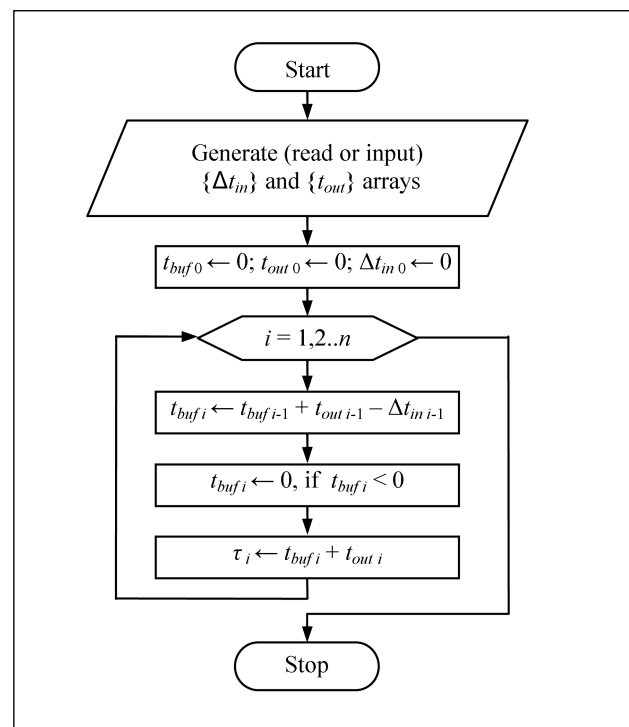 Start
Generate (read or input)
{Δt_in} and {t_out} arrays
t_buf 0 ← 0; t_out 0 ← 0; Δt_in 0 ← 0
i = 1,2..n
t_buf i ← t_buf i-1 + t_out i-1 − Δt_in i-1
t_buf i ← 0, if t_buf i < 0
τ_i ← t_buf i + t_out i
Stop